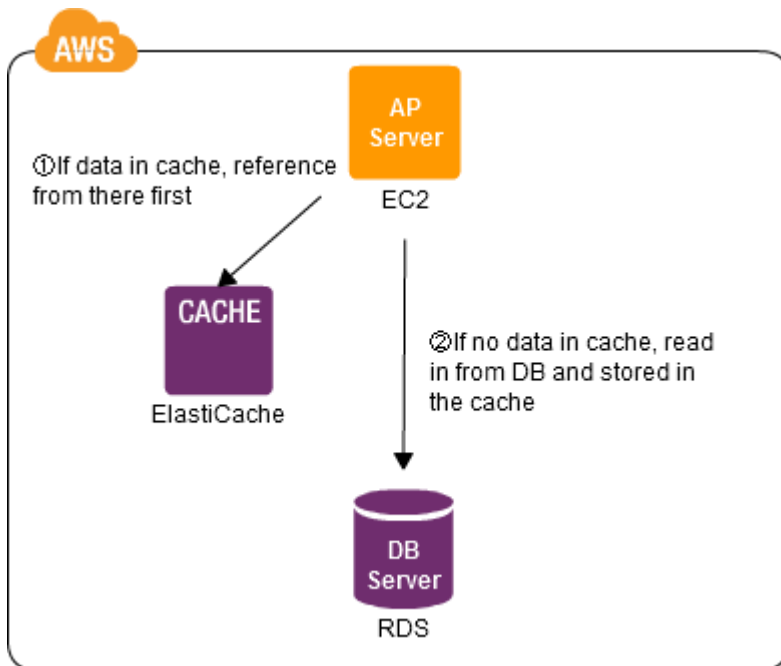 AWS
AP
Server
EC2
①If data in cache, reference
from there first
CACHE
ElastiCache
②If no data in cache, read
in from DB and stored in
the cache
DB
Server
RDS